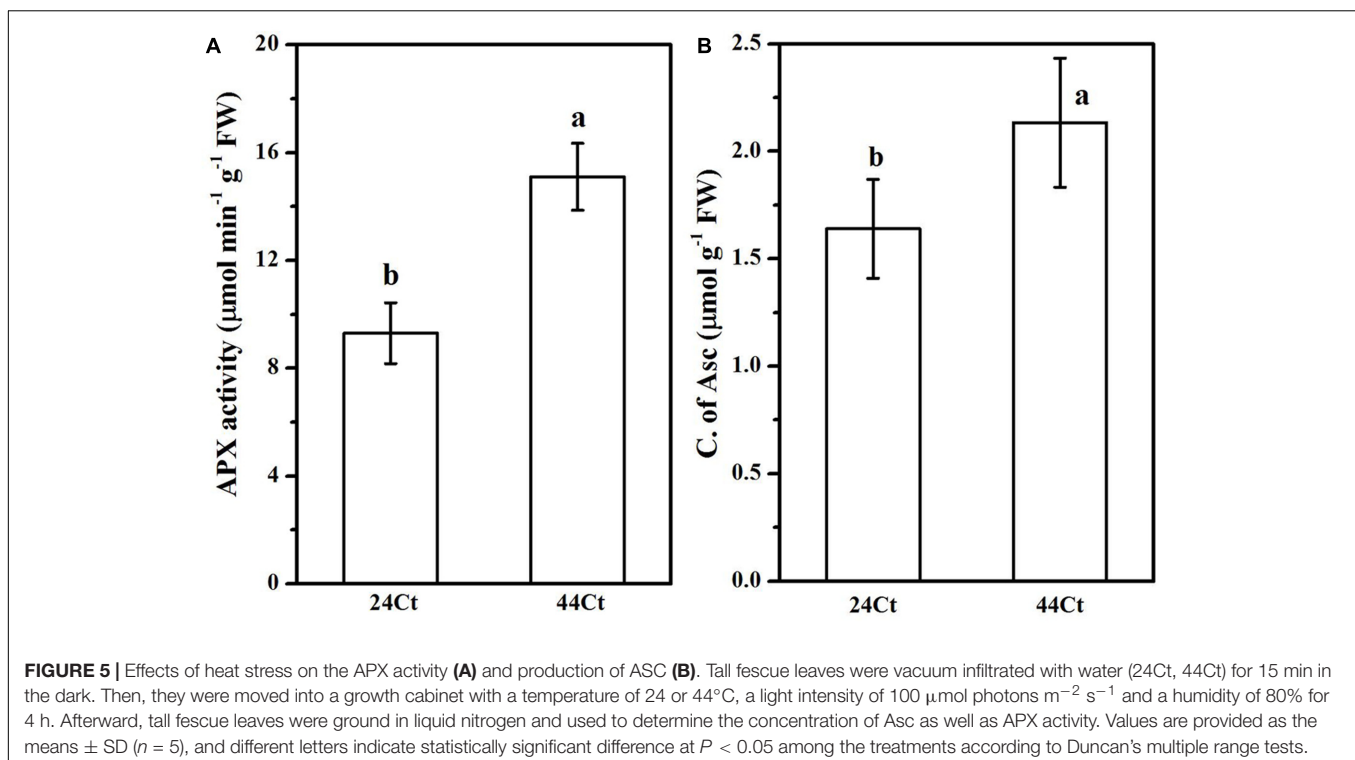 A
APX activity (μmol min⁻¹ g⁻¹ FW)
20
16
12
8
4
0
b
a
24Ct
44Ct
B
C. of Asc (μmol g⁻¹ FW)
2.5
2.0
1.5
1.0
0.5
0.0
b
a
24Ct
44Ct
FIGURE 5 | Effects of heat stress on the APX activity (A) and production of ASC (B). Tall fescue leaves were vacuum infiltrated with water (24Ct, 44Ct) for 15 min in
the dark. Then, they were moved into a growth cabinet with a temperature of 24 or 44°C, a light intensity of 100 μmol photons m⁻² s⁻¹ and a humidity of 80% for
4 h. Afterward, tall fescue leaves were ground in liquid nitrogen and used to determine the concentration of Asc as well as APX activity. Values are provided as the
means ± SD (n = 5), and different letters indicate statistically significant difference at P < 0.05 among the treatments according to Duncan's multiple range tests.